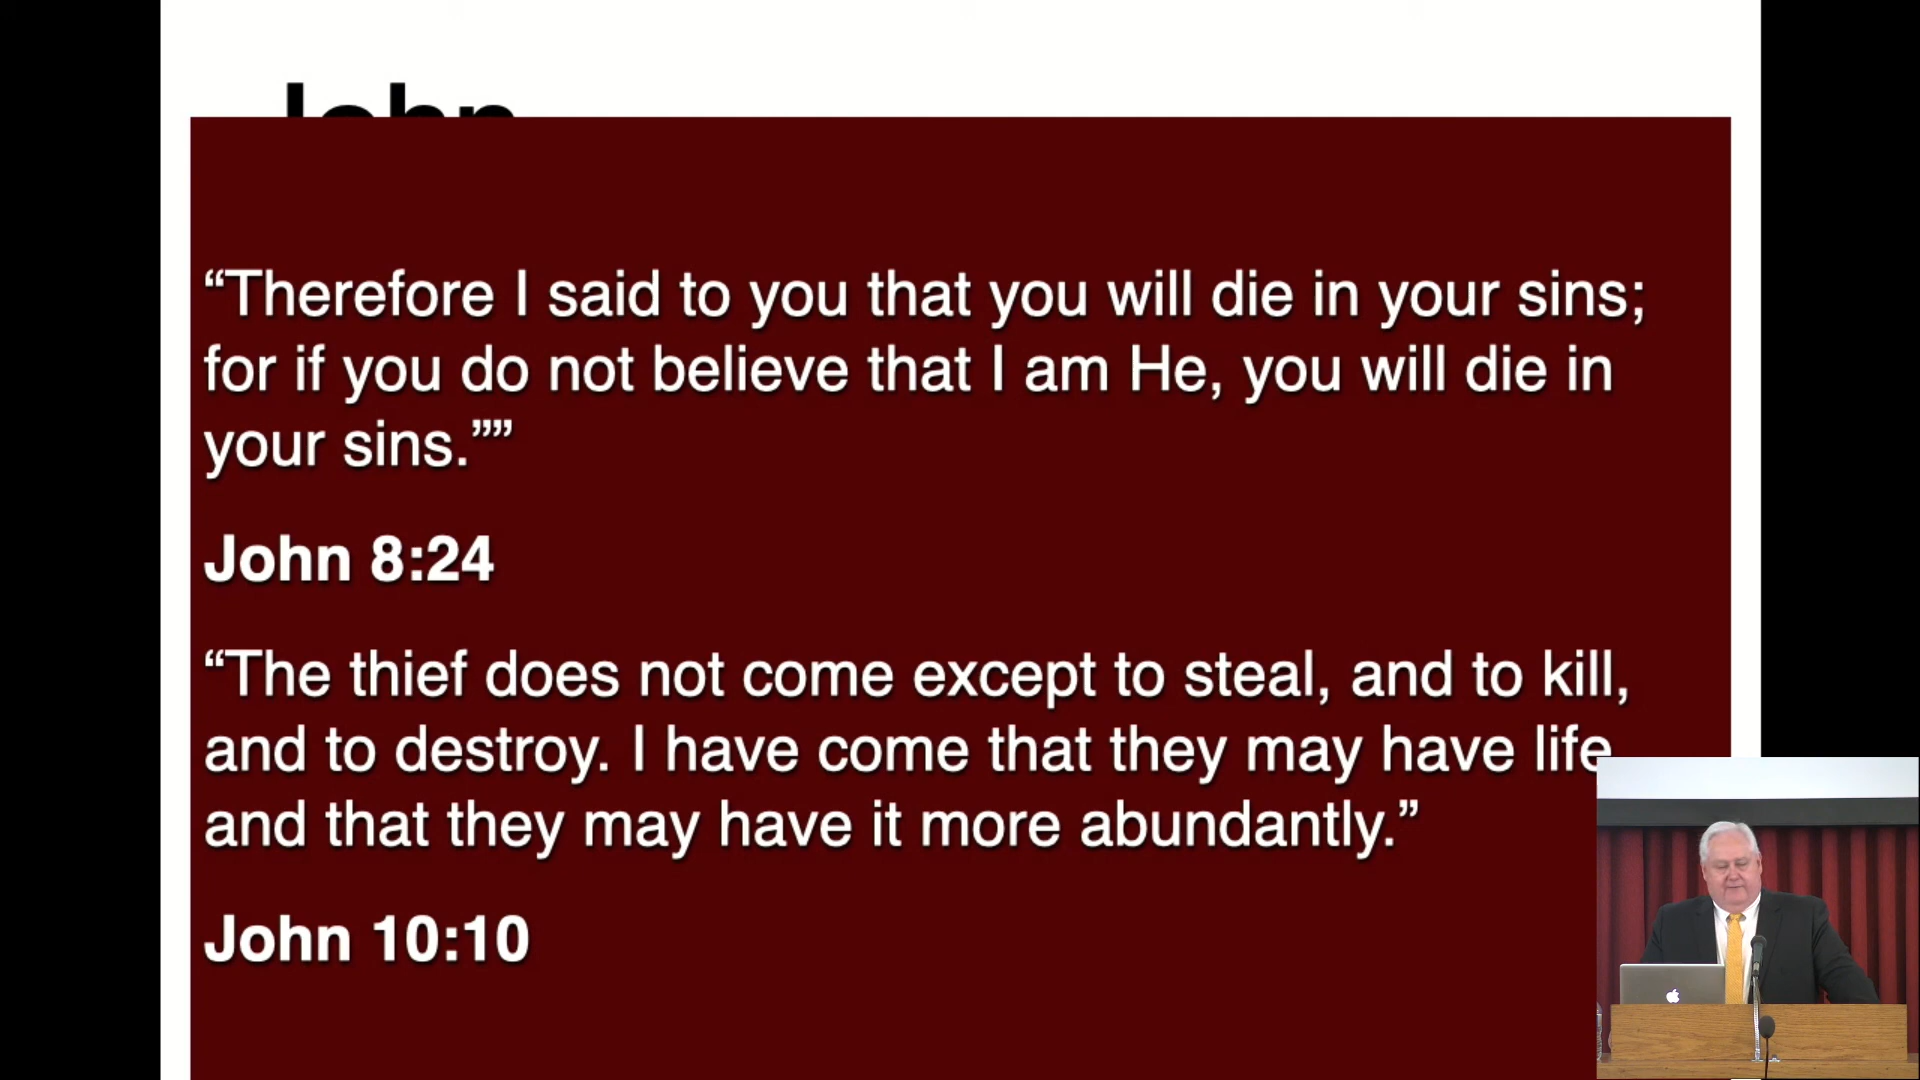 John
“Therefore I said to you that you will die in your sins;
for if you do not believe that I am He, you will die in
your sins.””
John 8:24
“The thief does not come except to steal, and to kill,
and to destroy. I have come that they may have life
and that they may have it more abundantly.”
John 10:10